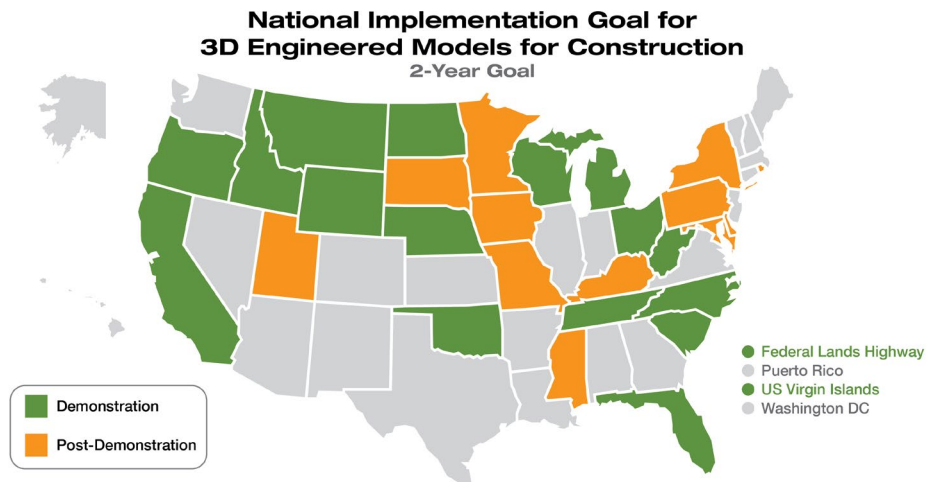 National Implementation Goal for
3D Engineered Models for Construction
2-Year Goal
Federal Lands Highway
Puerto Rico
US Virgin Islands
Washington DC
Demonstration
Post-Demonstration